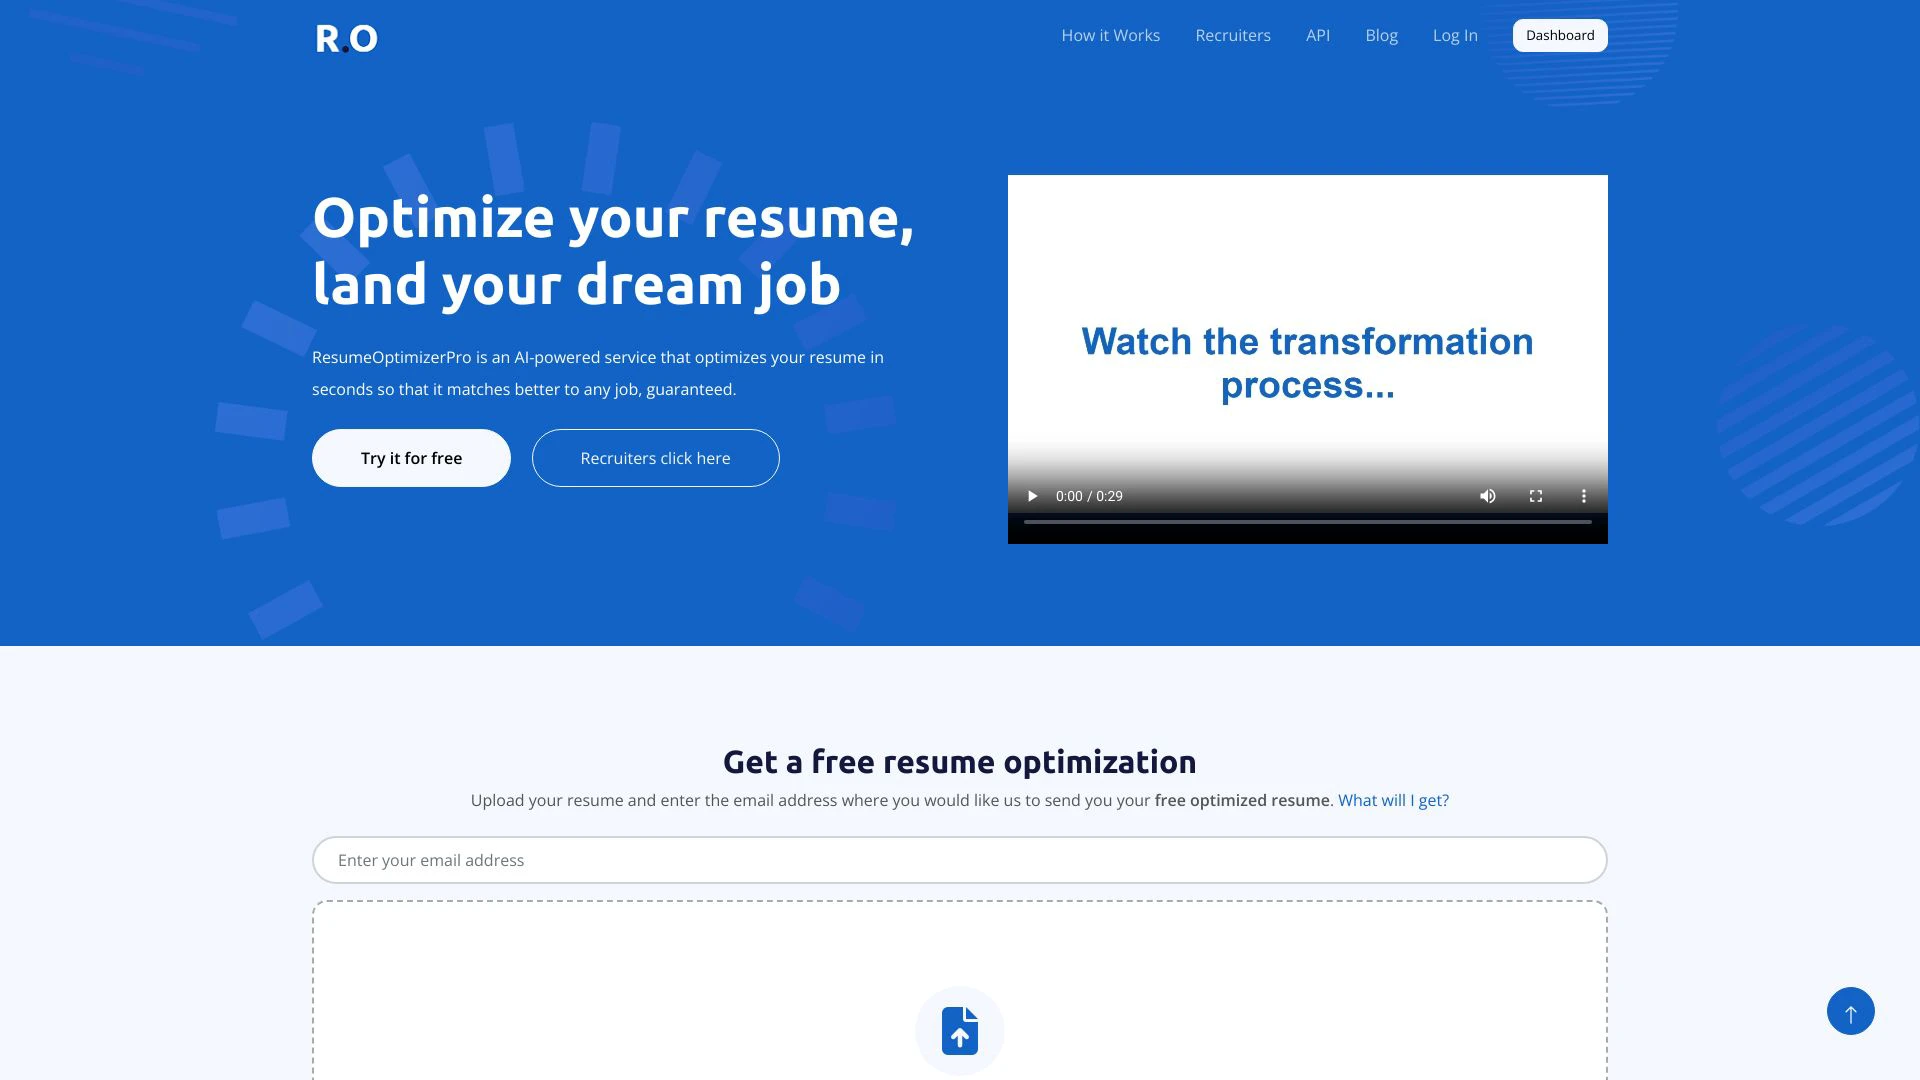 R.O
How it Works
Recruiters
API
Blog
Log In
Dashboard
Optimize your resume,
land your dream job
ResumeOptimizerPro is an AI-powered service that optimizes your resume in
seconds so that it matches better to any job, guaranteed.
Try it for free
Recruiters click here
Watch the transformation
process...
0:00 / 0:29
Get a free resume optimization
Upload your resume and enter the email address where you would like us to send you your free optimized resume. What will I get?
Enter your email address